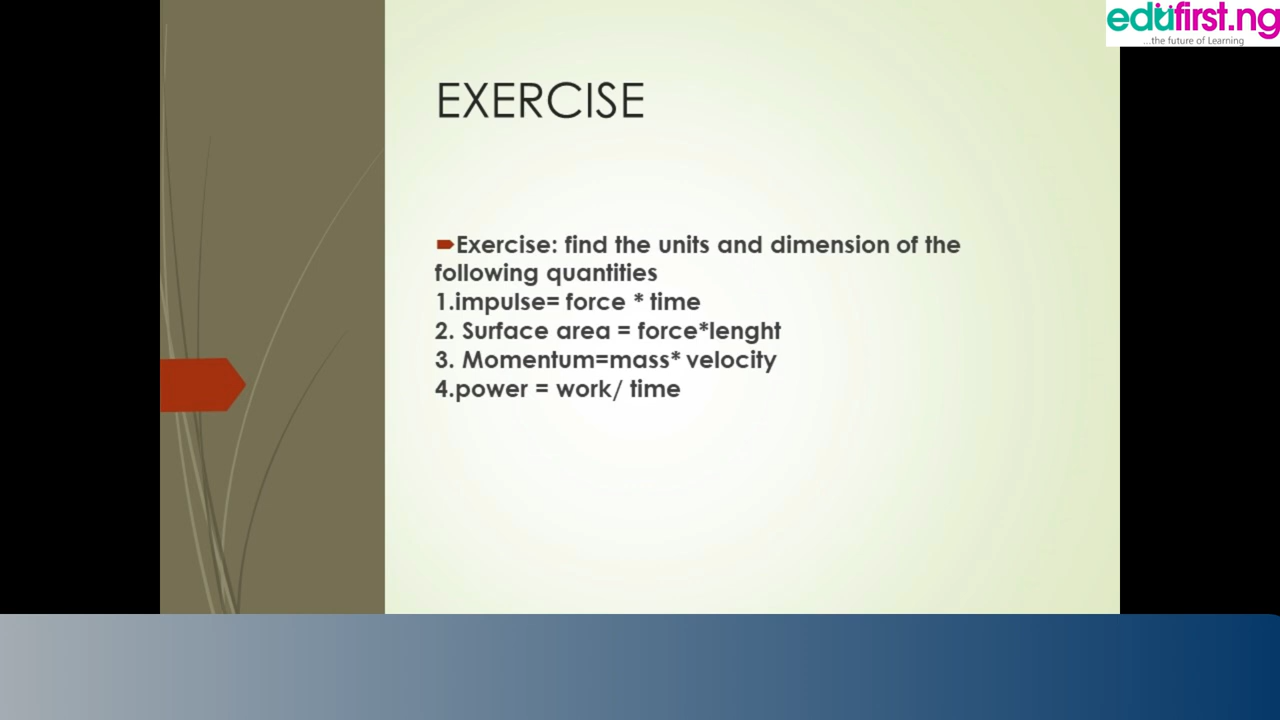 edufirst.ng
...the future of Learning
EXERCISE
Exercise: find the units and dimension of the
following quantities
1.impulse= force * time
2. Surface area = force*lenght
3. Momentum=mass* velocity
4.power = work/ time